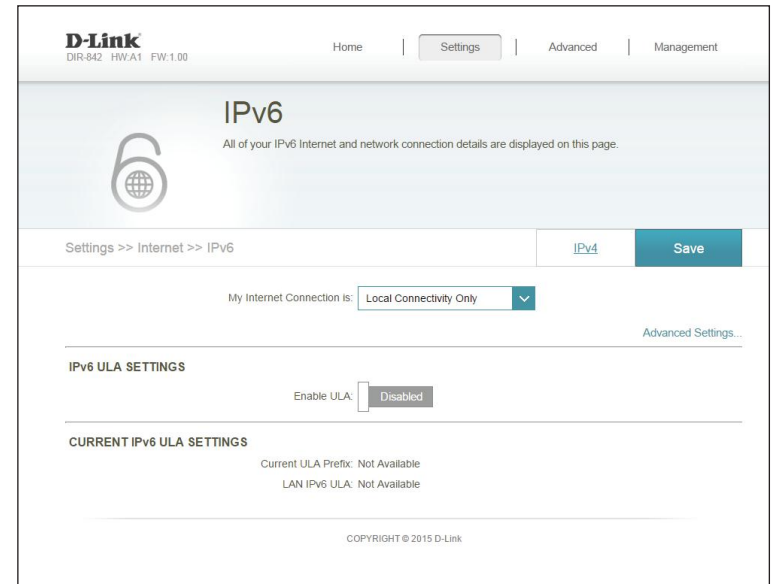 D-Link
DIR-842 HW:A1 FW:1.00
Home
Settings
Advanced
Management
IPv6
All of your IPv6 Internet and network connection details are displayed on this page.
Settings >> Internet >> IPv6
IPv4
Save
My Internet Connection is: Local Connectivity Only
Advanced Settings...
IPv6 ULA SETTINGS
Enable ULA: Disabled
CURRENT IPv6 ULA SETTINGS
Current ULA Prefix: Not Available
LAN IPv6 ULA: Not Available
COPYRIGHT © 2015 D-Link